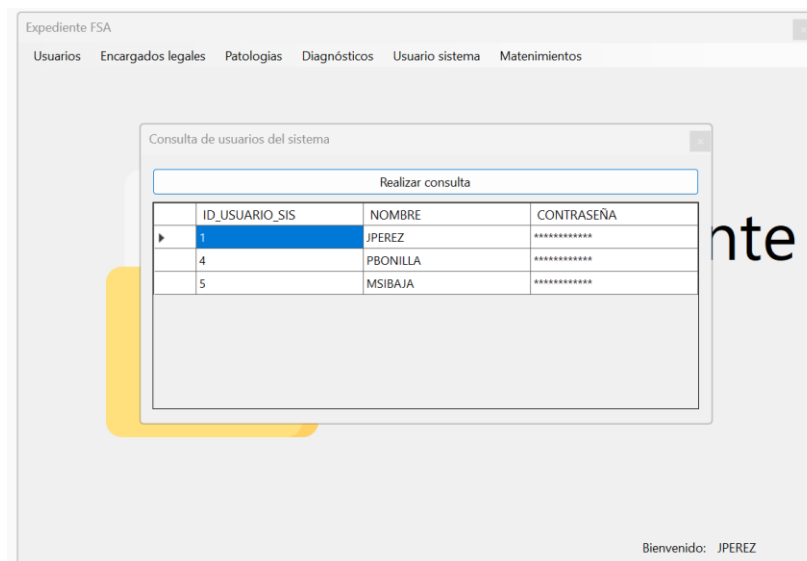 Expediente FSA
Usuarios Encargados legales Patologias Diagnósticos Usuario sistema Matenimientos
Consulta de usuarios del sistema
Realizar consulta
ID_USUARIO_SIS NOMBRE CONTRASEÑA
1 JPEREZ ************
4 PBONILLA ************
5 MSIBAJA ************
nte
Bienvenido: JPEREZ